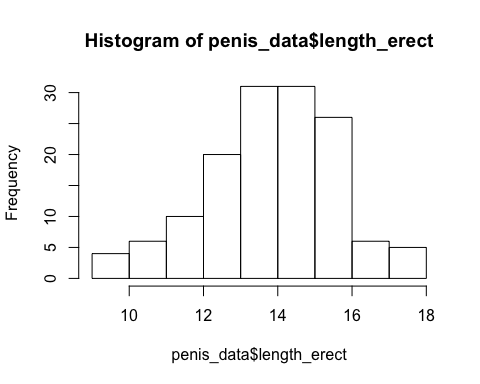 Histogram of penis_data$length_erect
Frequency
30
20
10
5
0
10 12 14 16 18
penis_data$length_erect